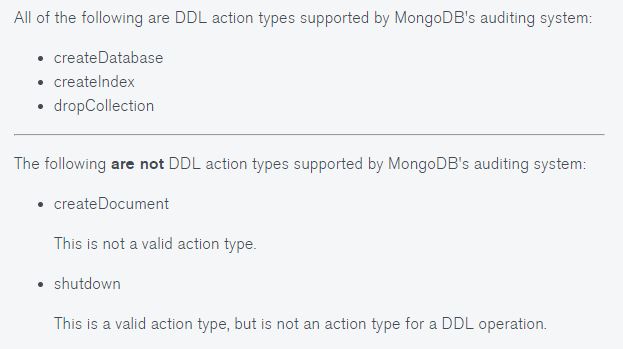 All of the following are DDL action types supported by MongoDB's auditing system:
• createDatabase
• createIndex
• dropCollection
The following are not DDL action types supported by MongoDB's auditing system:
• createDocument
This is not a valid action type.
• shutdown
This is a valid action type, but is not an action type for a DDL operation.